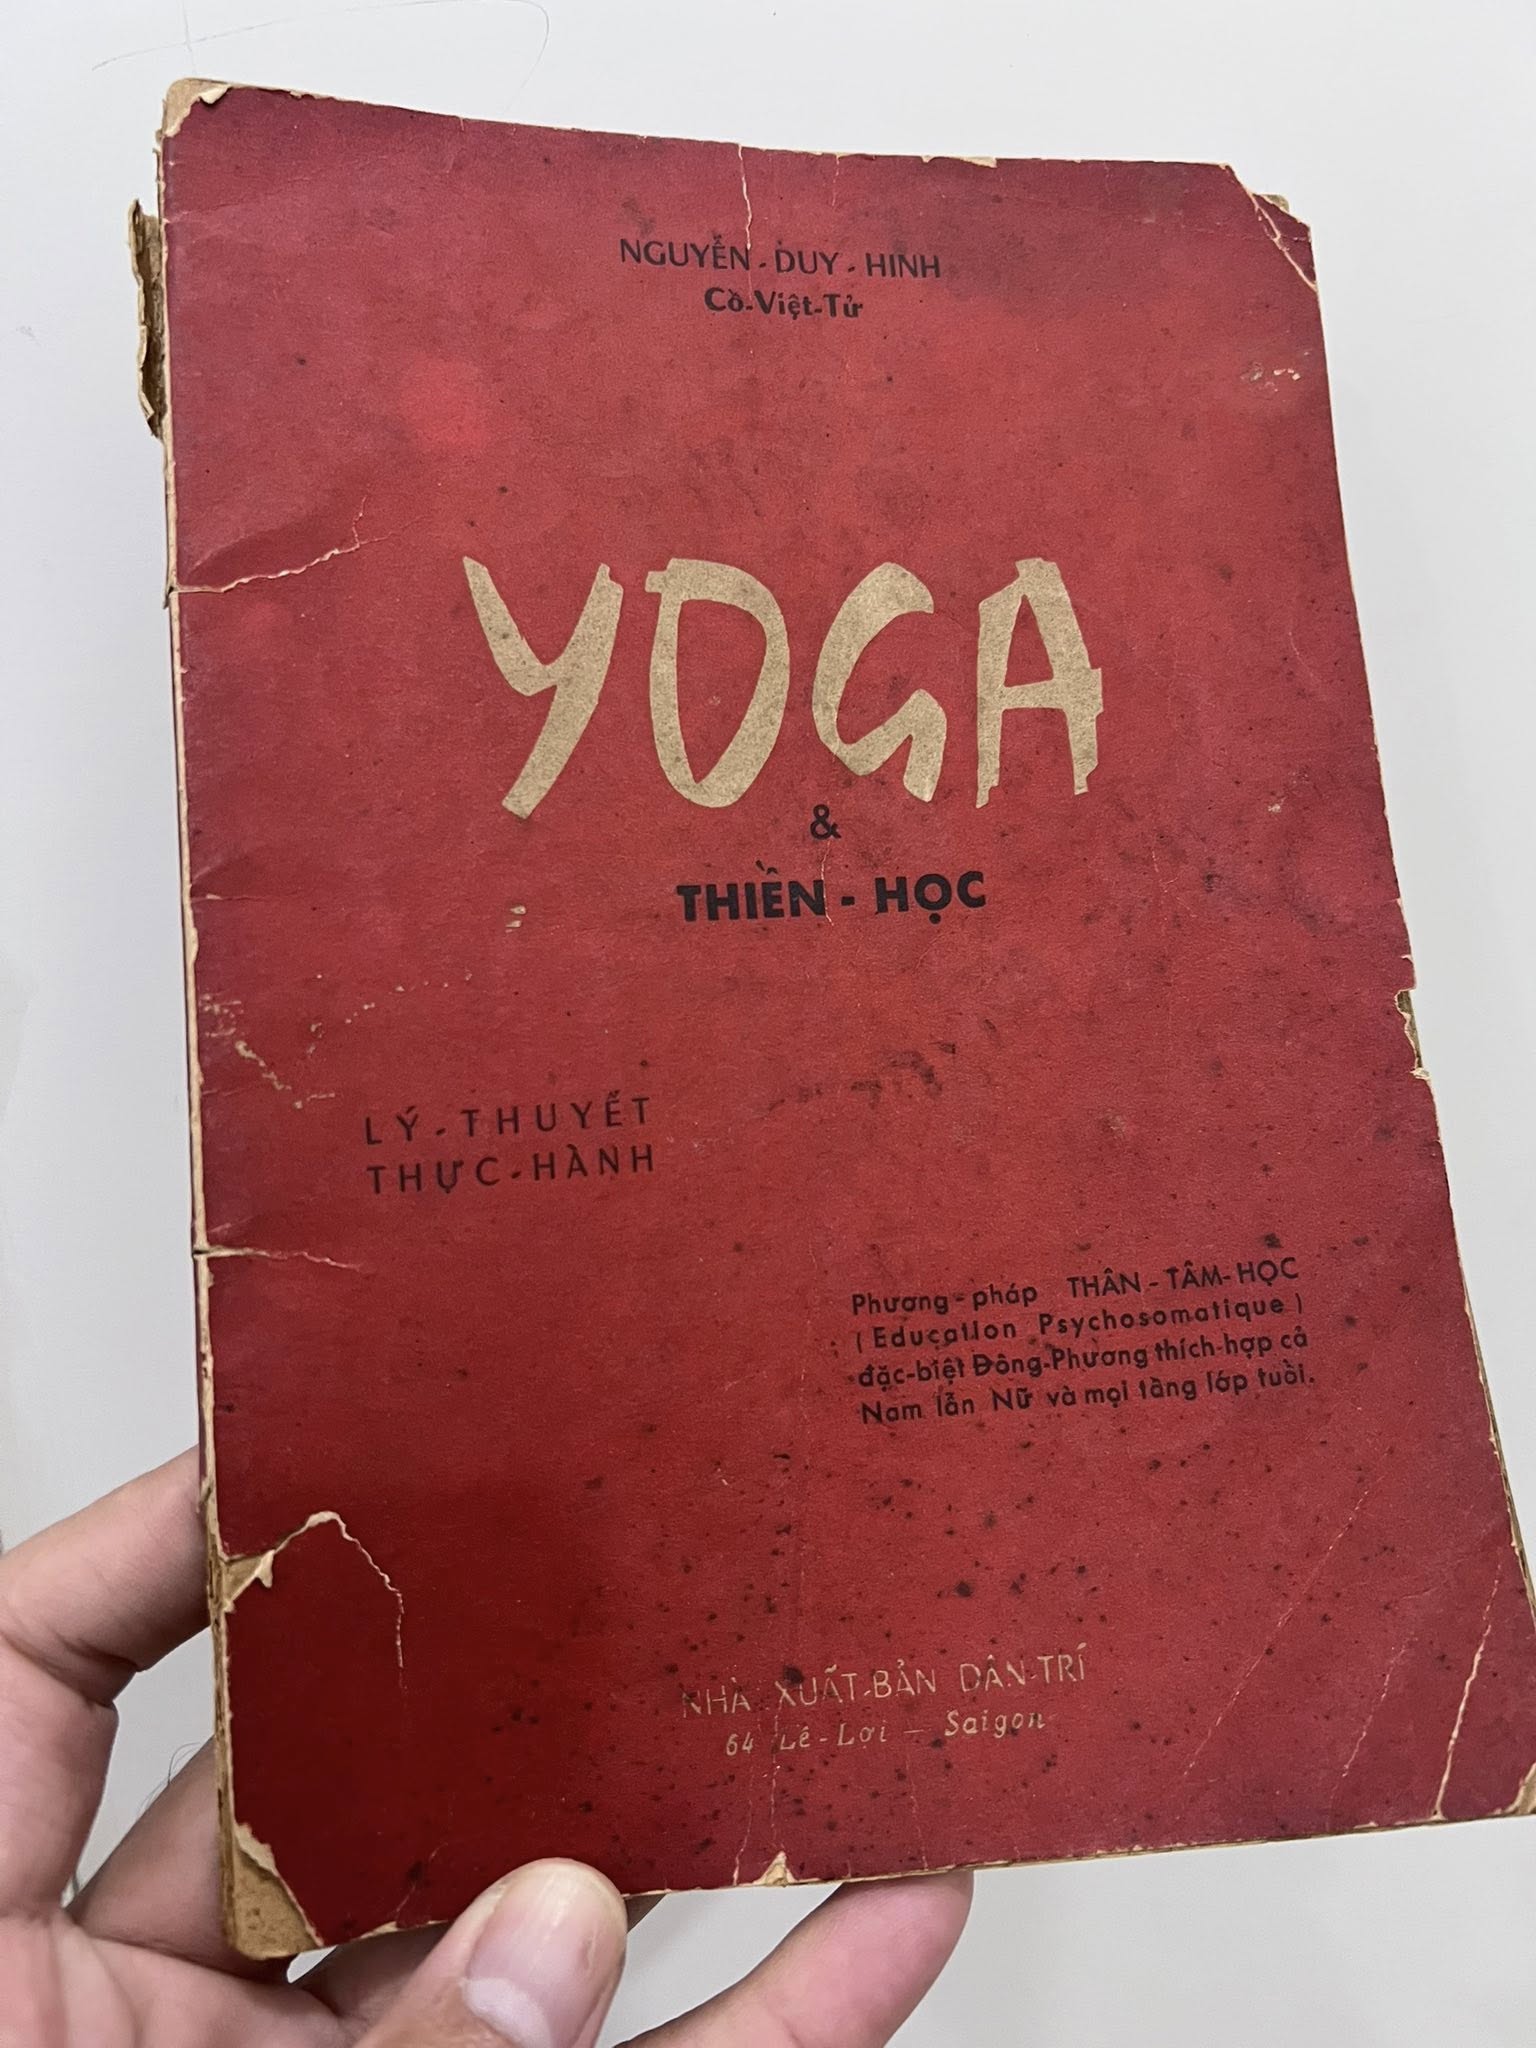 NGUYỄN-DUY-HINH
Cồ-Việt-Tử
YOGA
&
THIỀN-HỌC
LÝ-THUYẾT
THỰC-HÀNH
Phương-pháp THÂN-TÂM-HỌC
(Education Psychosomatique)
đặc-biệt Đông-Phương thích-hợp cả
Nam lẫn Nữ và mọi tầng lớp tuổi.
NHÀ XUẤT-BẢN DÂN-TRÍ
64 Lê-Lợi — Saigon